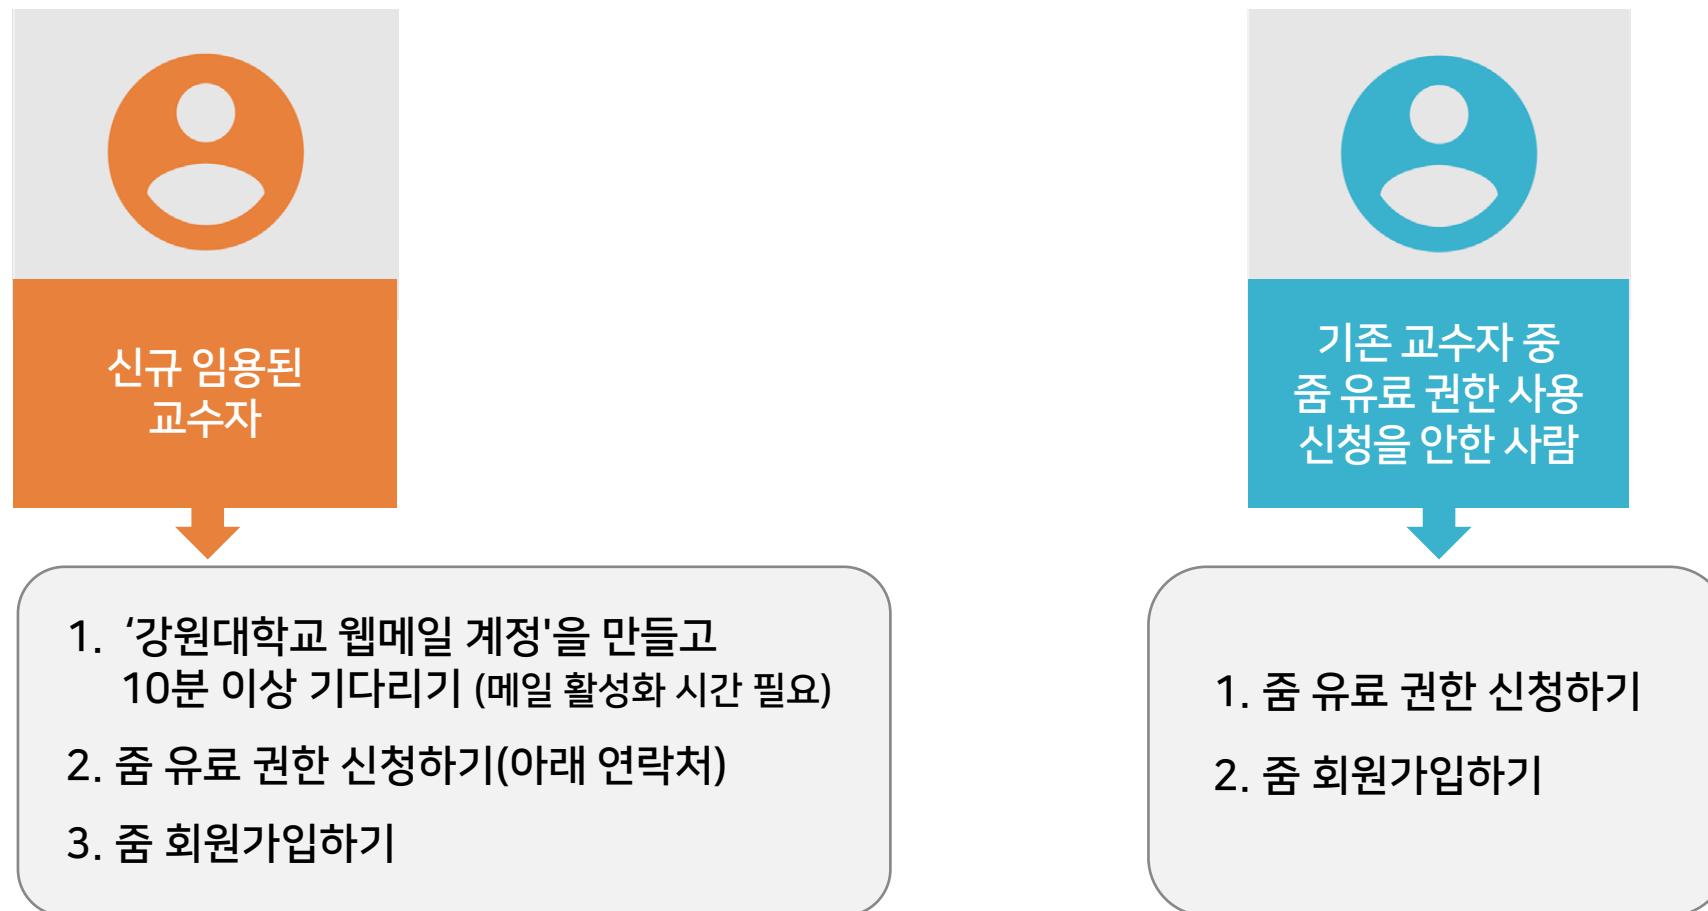 신규 임용된
교수자
1. ‘강원대학교 웹메일 계정'을 만들고
10분 이상 기다리기 (메일 활성화 시간 필요)
2. 줌 유료 권한 신청하기(아래 연락처)
3. 줌 회원가입하기
기존 교수자 중
줌 유료 권한 사용
신청을 안한 사람
1. 줌 유료 권한 신청하기
2. 줌 회원가입하기